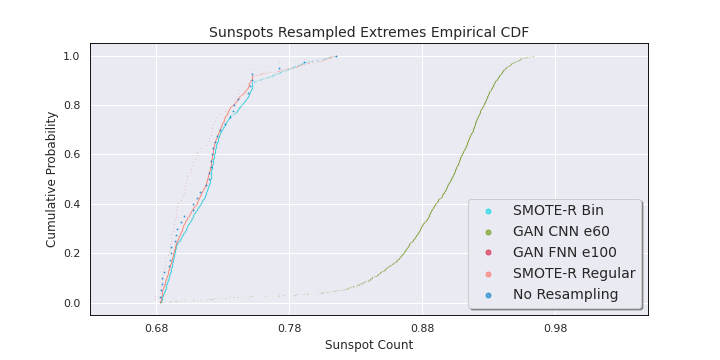 Sunspots Resampled Extremes Empirical CDF
Cumulative Probability
1.0
0.8
0.6
0.4
0.2
0.0
0.68 0.78 0.88 0.98
Sunspot Count
SMOTE-R Bin
GAN CNN e60
GAN FNN e100
SMOTE-R Regular
No Resampling